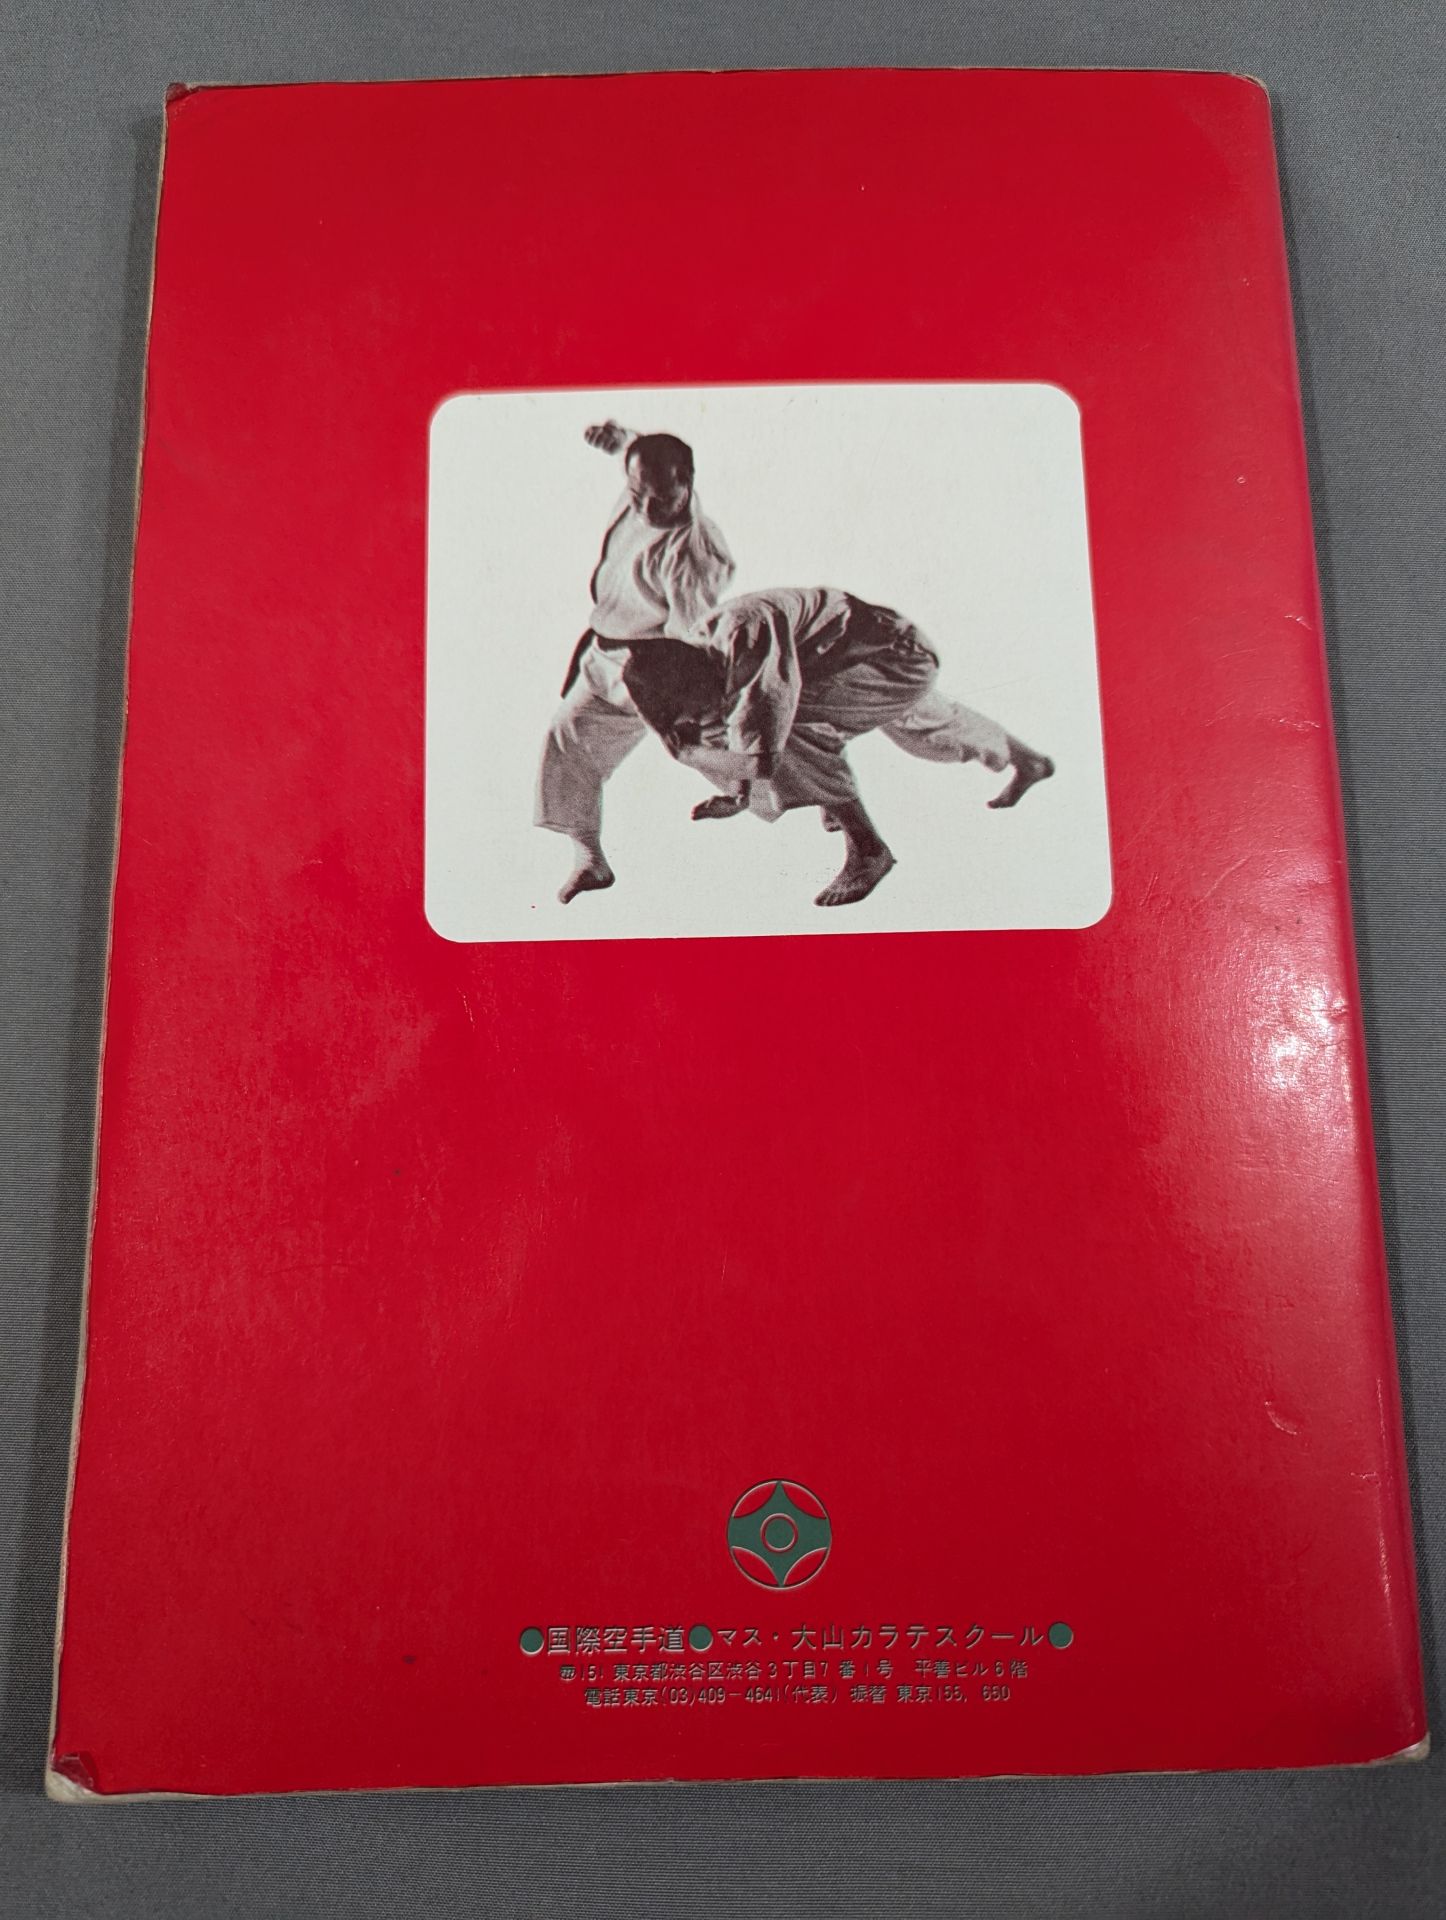 ●国際空手道●マス・大山カラテスクール●
〠151 東京都渋谷区渋谷3丁目7番1号 平善ビル6階
電話東京(03)409-4641(代表) 振替 東京155, 650